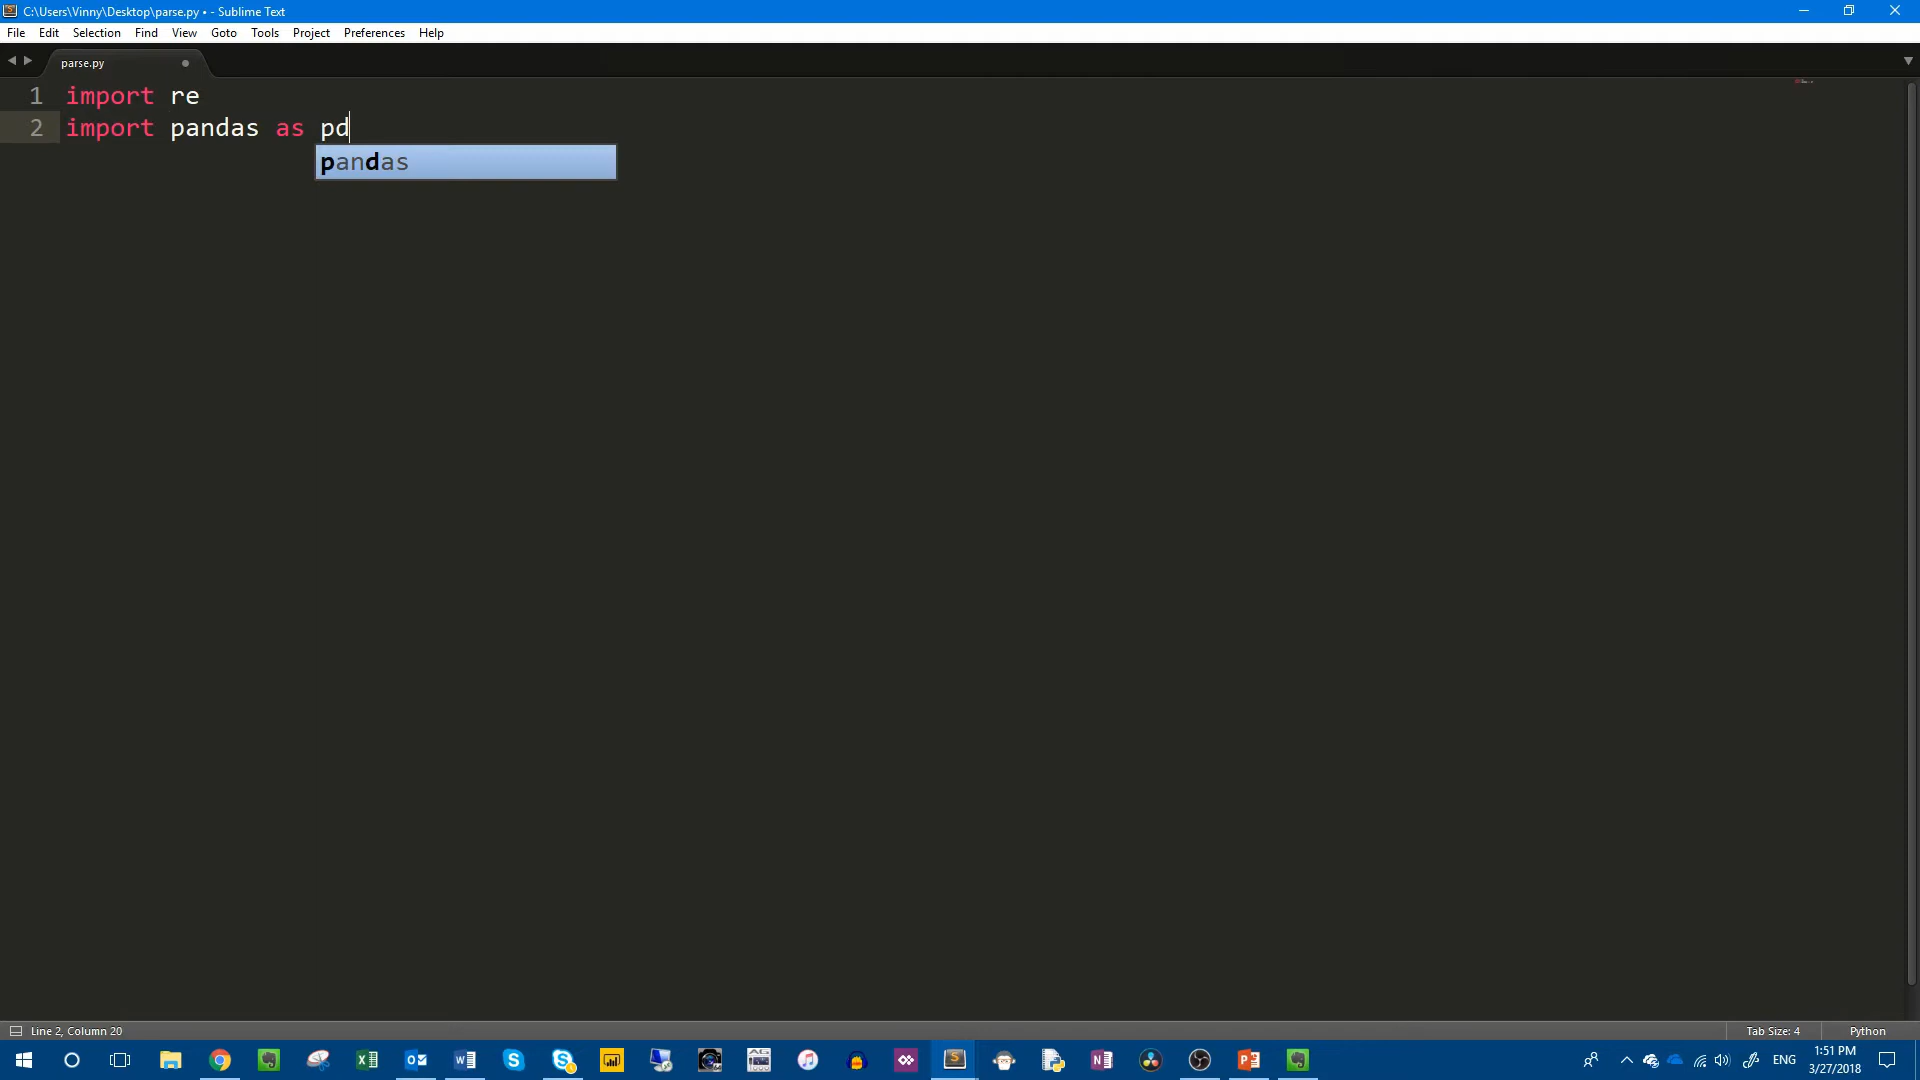 C:\Users\Vinny\Desktop\parse.py • - Sublime Text
File Edit Selection Find View Goto Tools Project Preferences Help
parse.py
1 import re
2 import pandas as pd
pandas
Line 2, Column 20
Tab Size: 4 Python
ENG
1:51 PM
3/27/2018